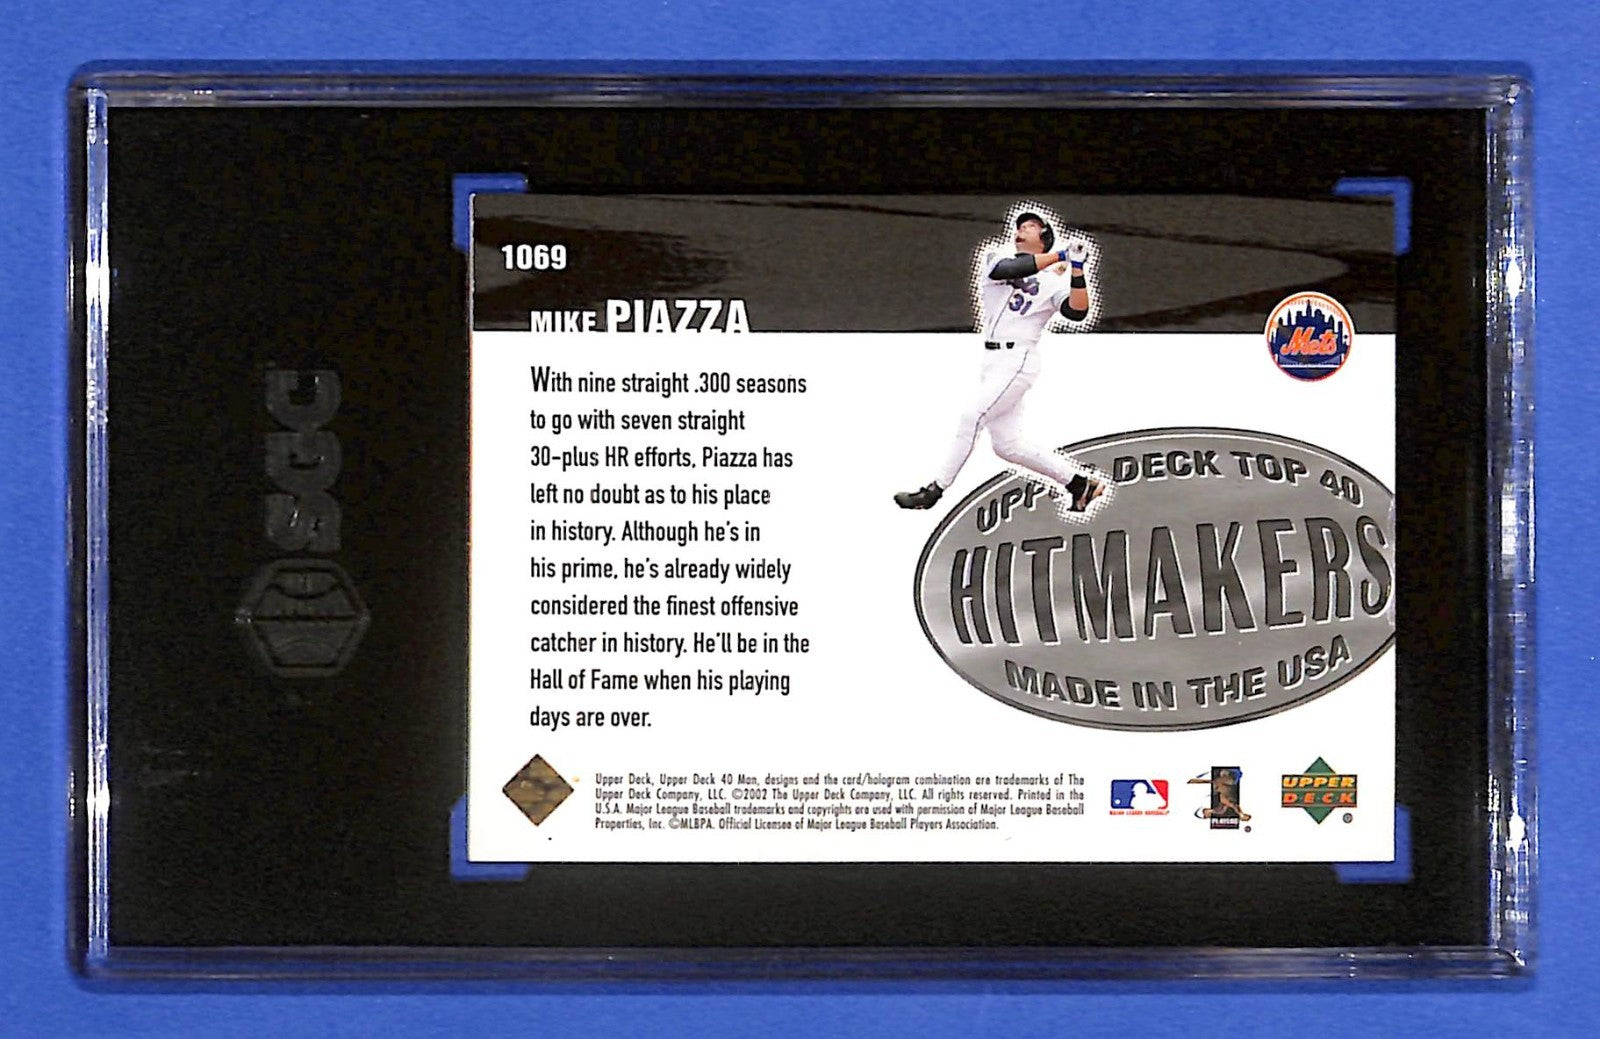 1069
MIKE PIAZZA
31
Mets
With nine straight .300 seasons
to go with seven straight
30-plus HR efforts, Piazza has
left no doubt as to his place
in history. Although he's in
his prime, he's already widely
considered the finest offensive
catcher in history. He'll be in the
Hall of Fame when his playing
days are over.
UPPER DECK TOP 40
HITMAKERS
MADE IN THE USA
Upper Deck, Upper Deck 40 Man, designs and the card/hologram combination are trademarks of The
Upper Deck Company, LLC. ©2002 The Upper Deck Company, LLC. All rights reserved. Printed in the
U.S.A. Major League Baseball trademarks and copyrights are used with permission of Major League Baseball
Properties, Inc. ©MLBPA. Official Licensee of Major League Baseball Players Association.
MAJOR LEAGUE BASEBALL
PLAYERS
UPPER
DECK
SGC